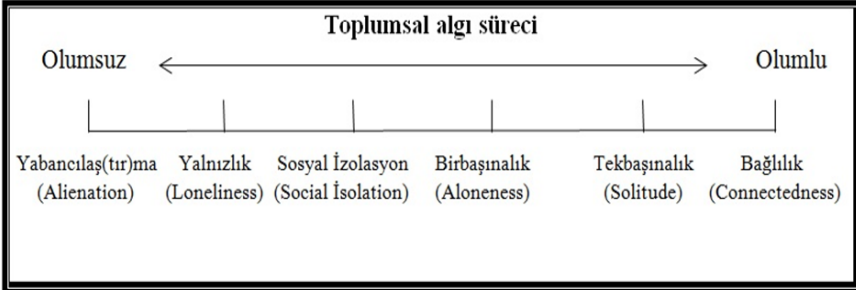 Toplumsal algı süreci
Olumsuz Olumlu
Yabancılaş(tır)ma Yalnızlık Sosyal İzolasyon Birbaşınalık Tekbaşınalık Bağlılık
(Alienation) (Loneliness) (Social İsolation) (Aloneness) (Solitude) (Connectedness)